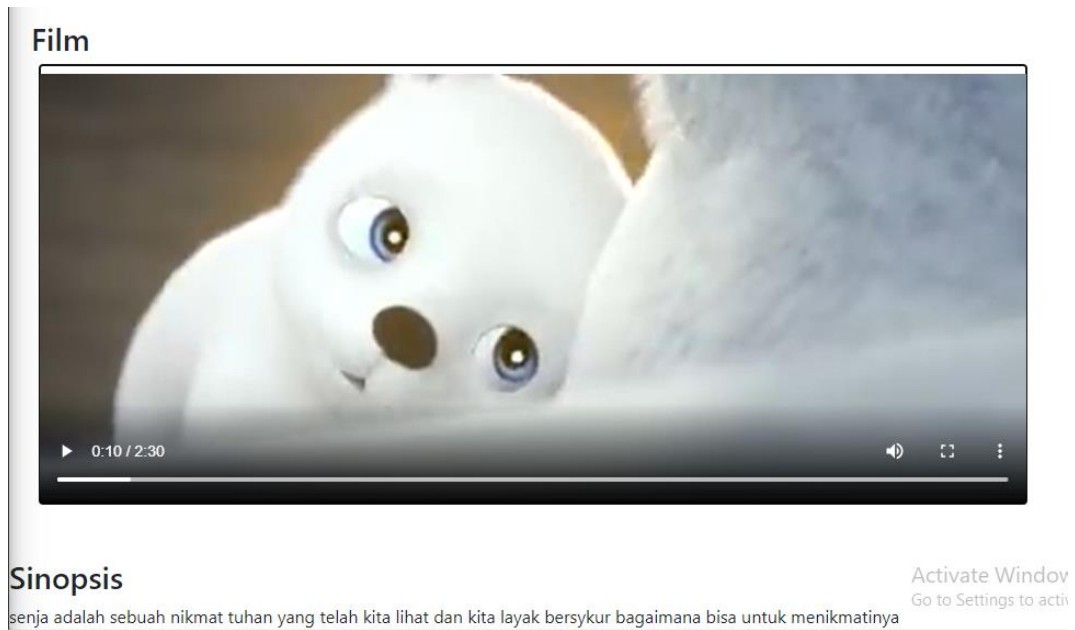 Film
0:10 / 2:30
Sinopsis
Activate Window
Go to Settings to activ
senja adalah sebuah nikmat tuhan yang telah kita lihat dan kita layak bersykur bagaimana bisa untuk menikmatinya